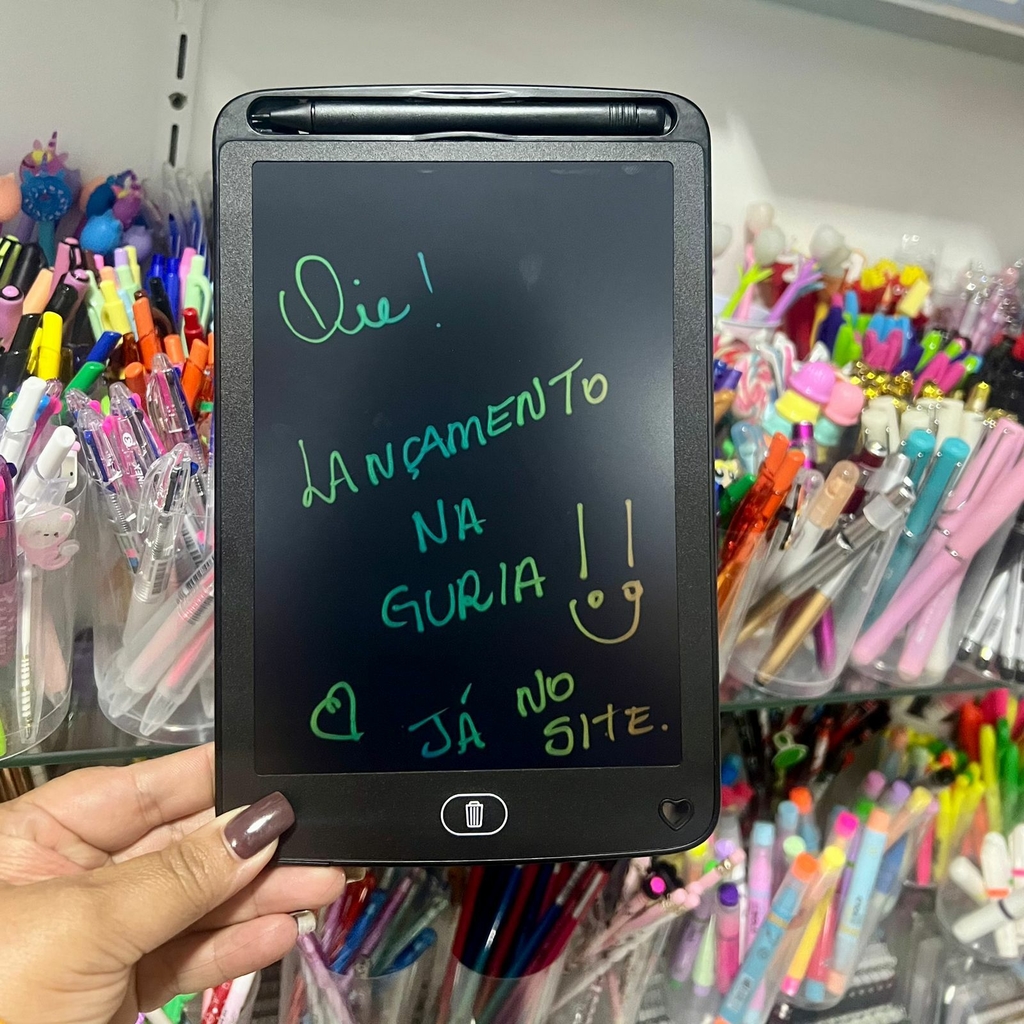 Oie!
LANÇAMENTO
NA
GURIA
JÁ NO
SITE.